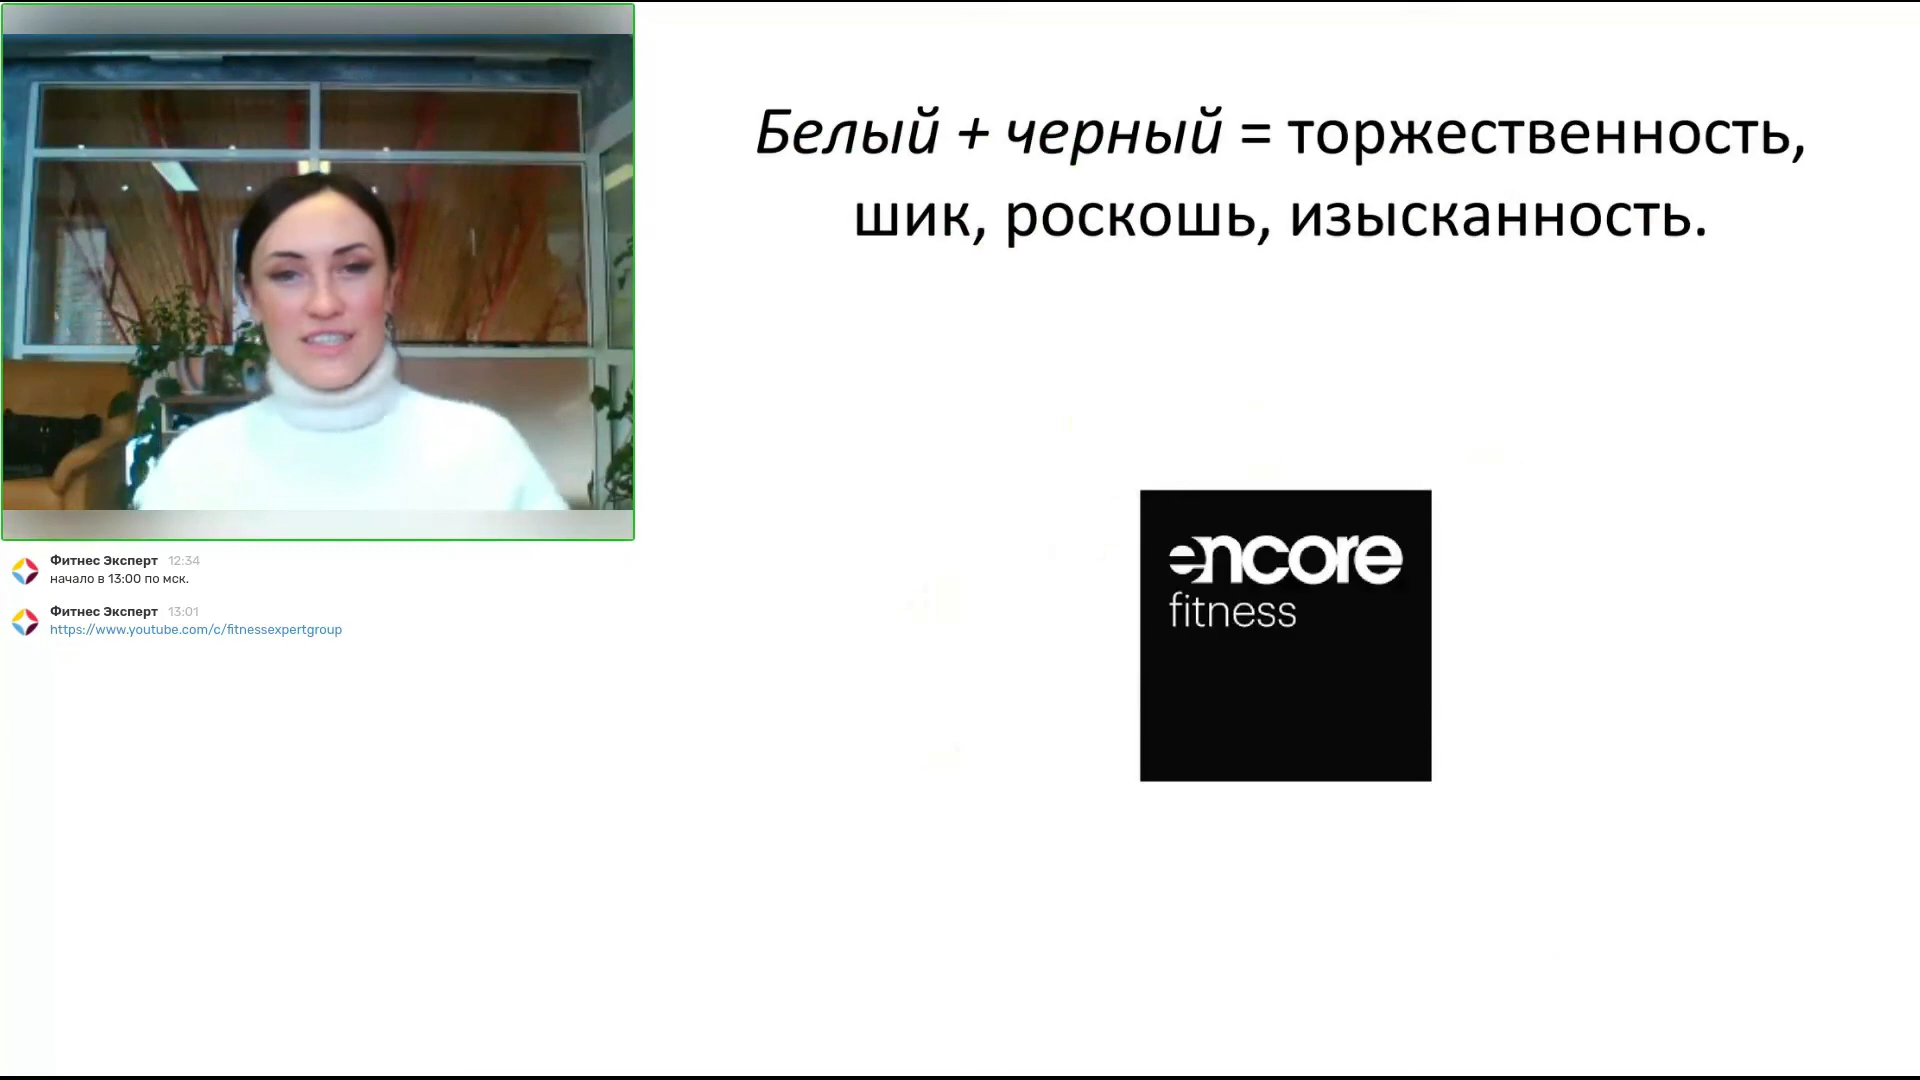 Белый + черный = торжественность,
шик, роскошь, изысканность.
encore
fitness
Фитнес Эксперт 12:34
начало в 13:00 по мск.
Фитнес Эксперт 13:01
https://www.youtube.com/c/fitnessexpertgroup